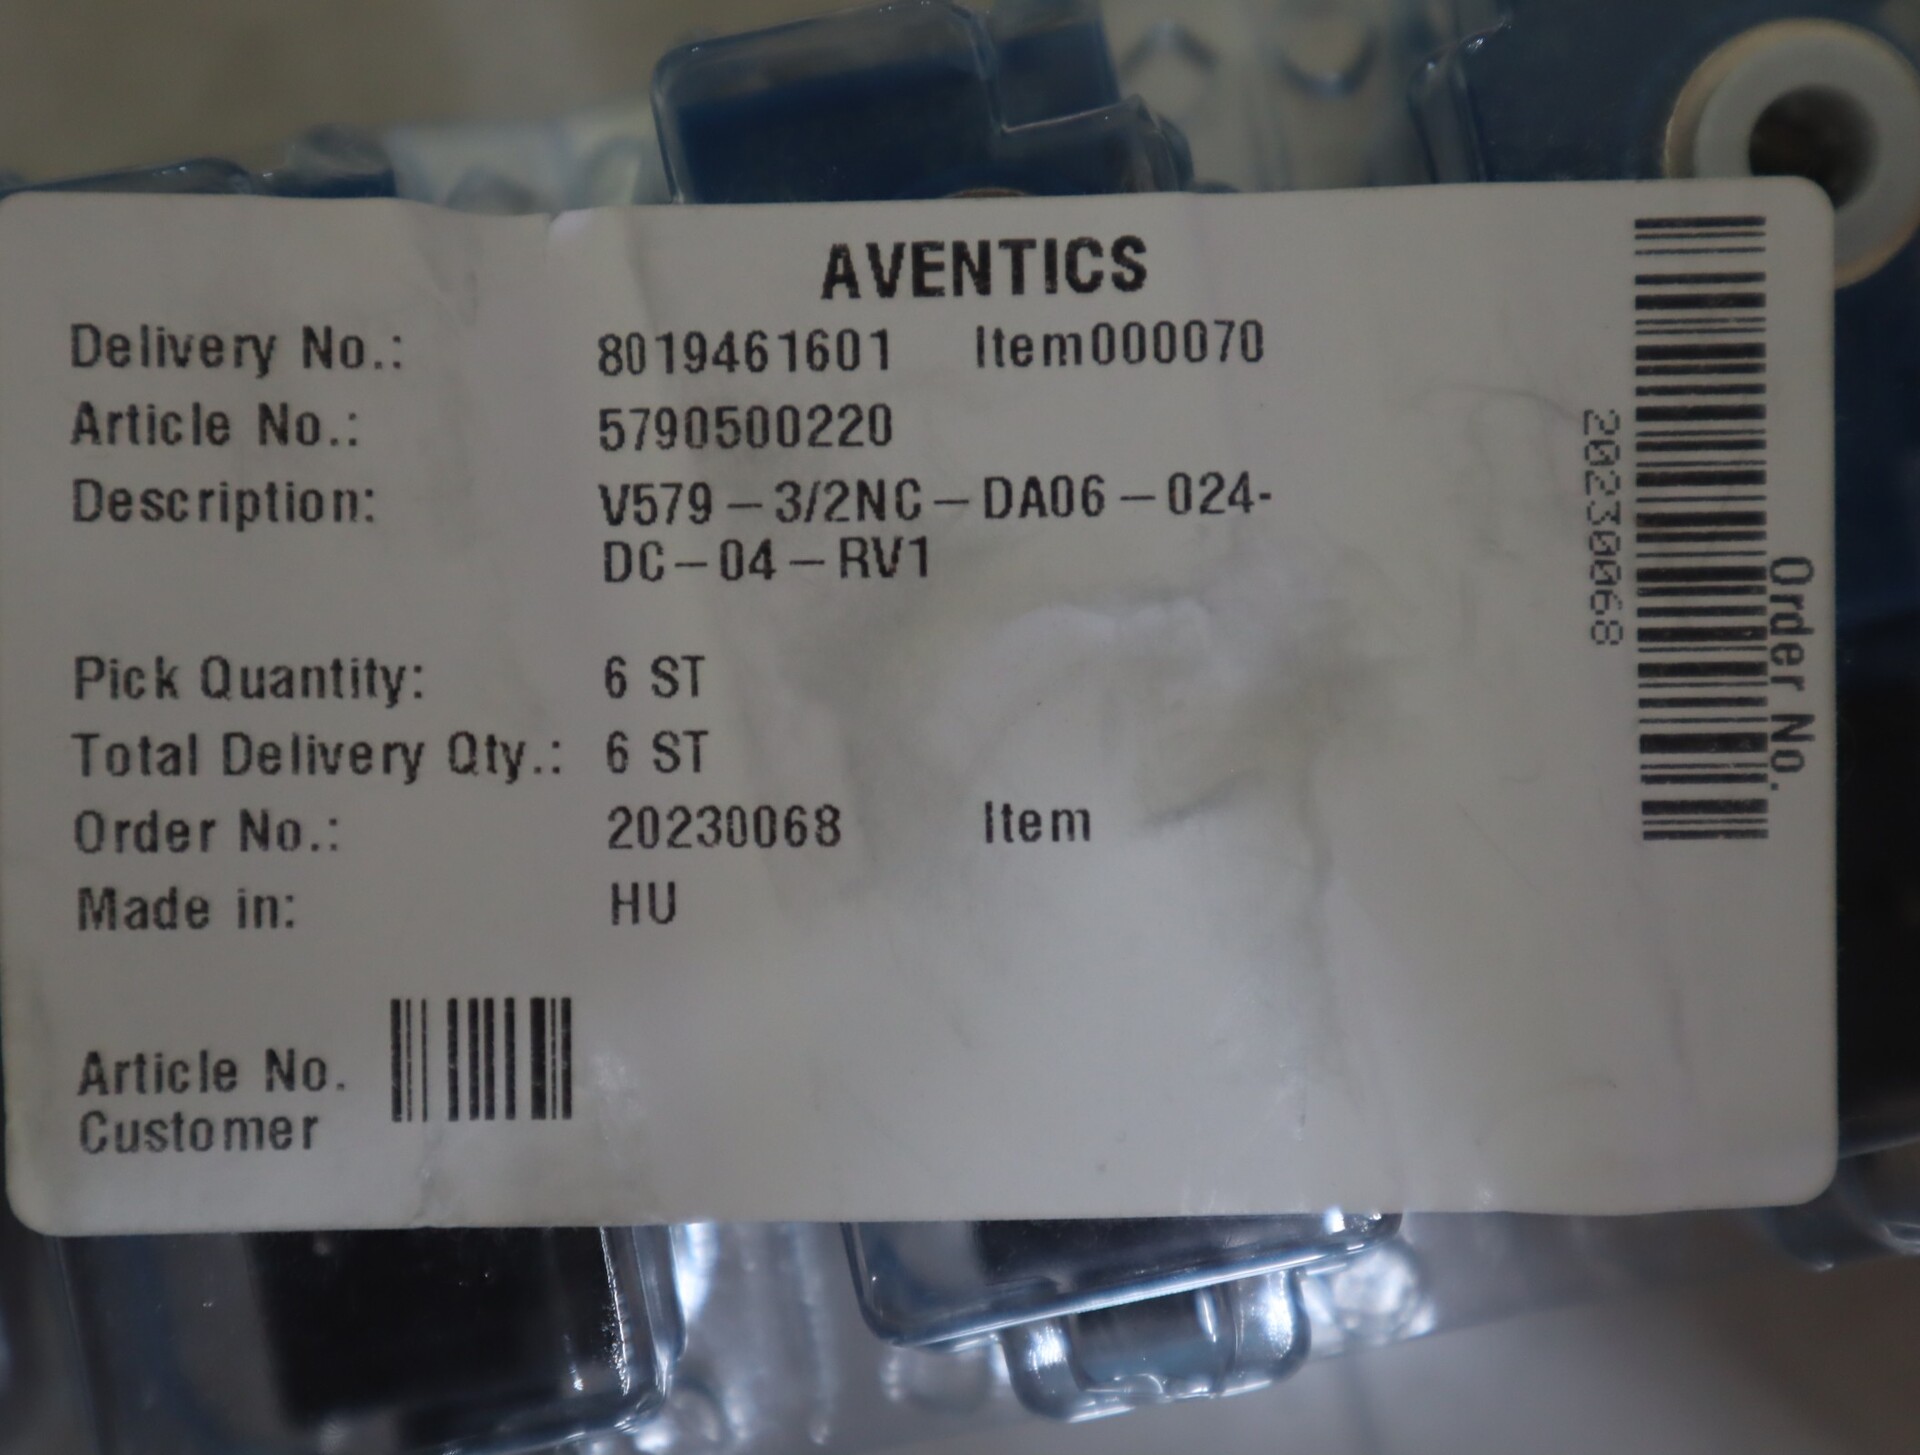 AVENTICS
Delivery No.: 8019461601 Item000070
Article No.: 5790500220
Description: V579-3/2NC-DA06-024-
DC-04-RV1
Pick Quantity: 6 ST
Total Delivery Qty.: 6 ST
Order No.: 20230068 Item
Made in: HU
Article No.
Customer
20230068
Order No.